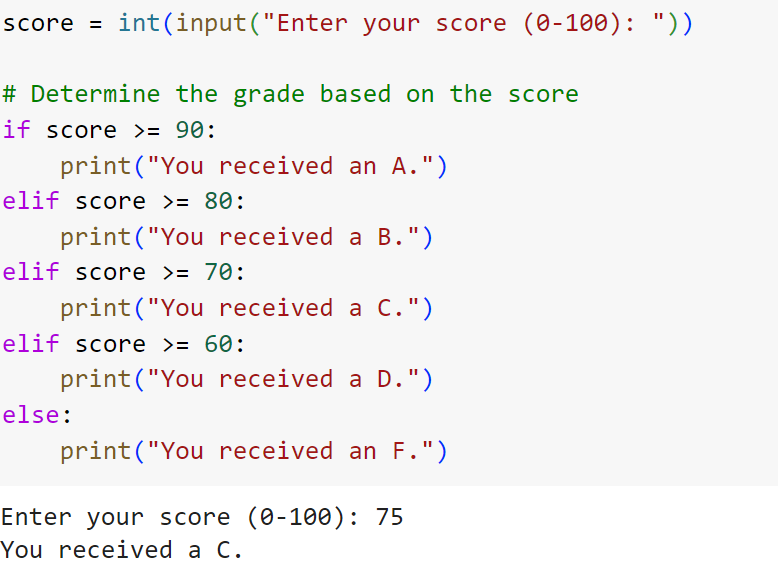 score = int(input("Enter your score (0-100): "))
# Determine the grade based on the score
if score >= 90:
    print("You received an A.")
elif score >= 80:
    print("You received a B.")
elif score >= 70:
    print("You received a C.")
elif score >= 60:
    print("You received a D.")
else:
    print("You received an F.")
Enter your score (0-100): 75
You received a C.